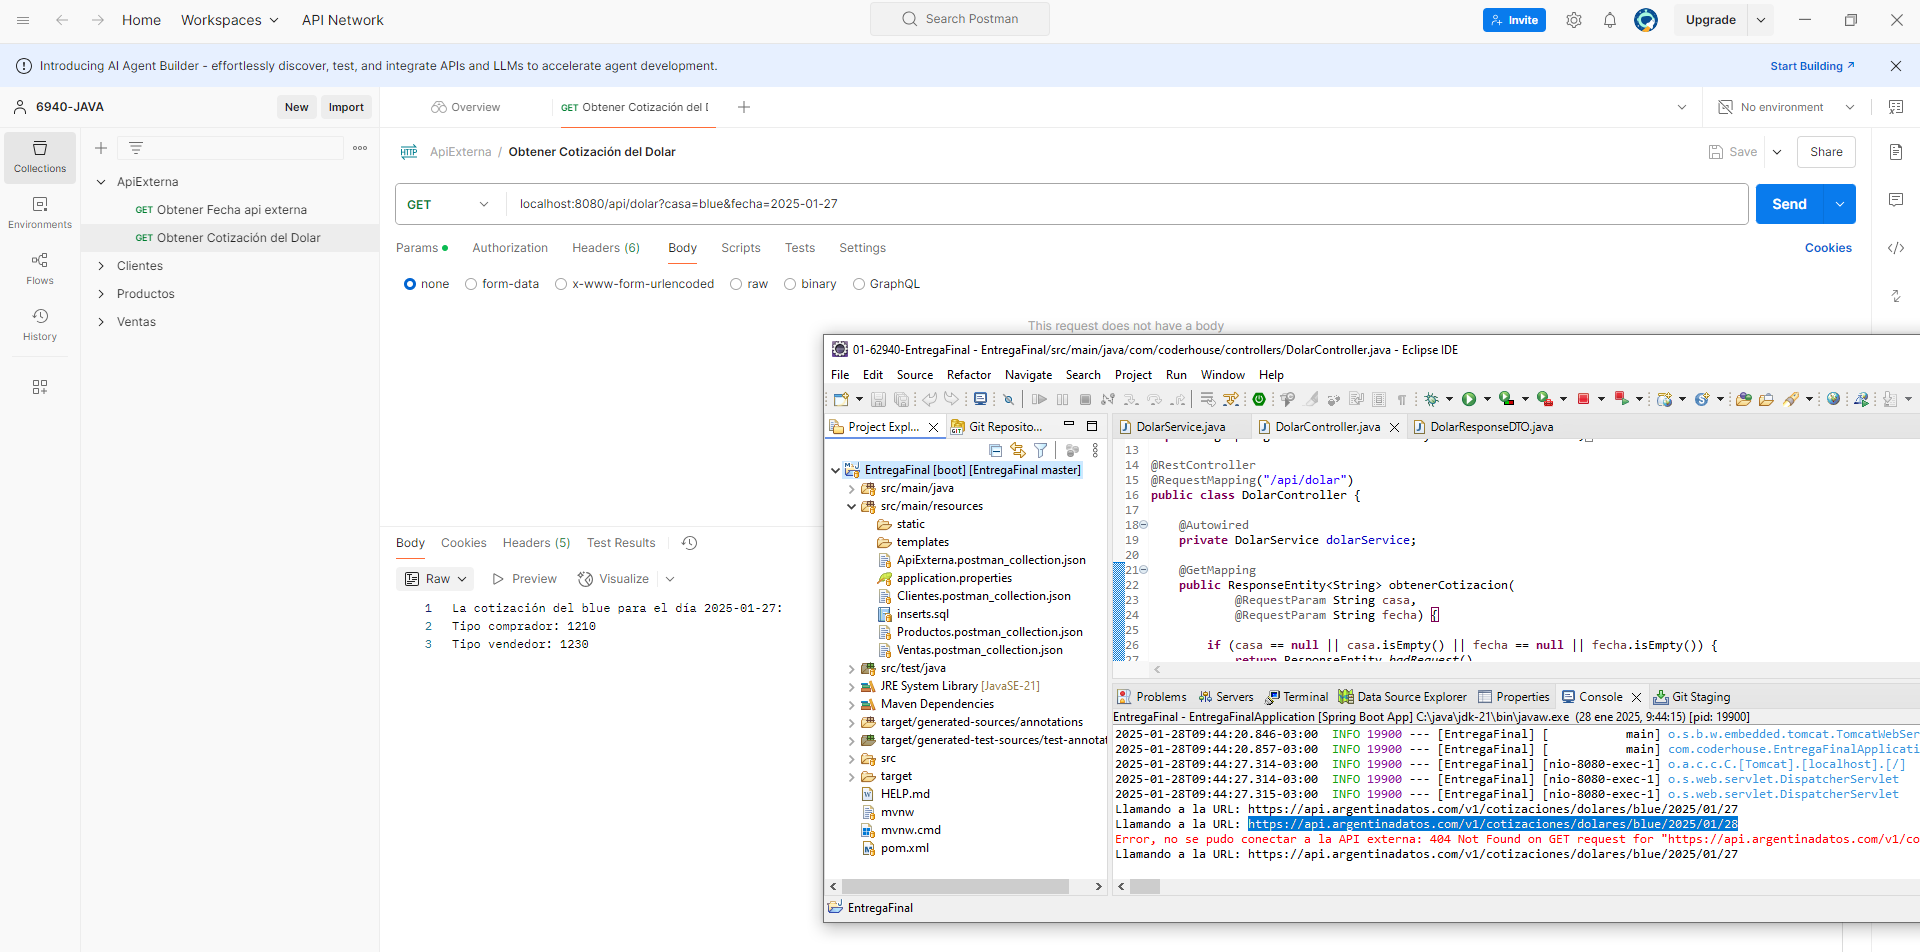 Home
Workspaces
API Network
Search Postman
Invite
Upgrade
Introducing AI Agent Builder - effortlessly discover, test, and integrate APIs and LLMs to accelerate agent development.
Start Building
6940-JAVA
New
Import
Overview
GET Obtener Cotización del
No environment
Collections
Environments
Flows
History
ApiExterna
GET Obtener Fecha api externa
GET Obtener Cotización del Dolar
Clientes
Productos
Ventas
HTTP
ApiExterna / Obtener Cotización del Dolar
Save
Share
GET
localhost:8080/api/dolar?casa=blue&fecha=2025-01-27
Send
Params
Authorization
Headers (6)
Body
Scripts
Tests
Settings
Cookies
none
form-data
x-www-form-urlencoded
raw
binary
GraphQL
This request does not have a body
Body
Cookies
Headers (5)
Test Results
Raw
Preview
Visualize
1 La cotización del blue para el día 2025-01-27:
2 Tipo comprador: 1210
3 Tipo vendedor: 1230
01-62940-EntregaFinal - EntregaFinal/src/main/java/com/coderhouse/controllers/DolarController.java - Eclipse IDE
File Edit Source Refactor Navigate Search Project Run Window Help
Project Expl...
Git Reposito...
EntregaFinal [boot] [EntregaFinal master]
src/main/java
src/main/resources
static
templates
ApiExterna.postman_collection.json
application.properties
Clientes.postman_collection.json
inserts.sql
Productos.postman_collection.json
Ventas.postman_collection.json
src/test/java
JRE System Library [JavaSE-21]
Maven Dependencies
target/generated-sources/annotations
target/generated-test-sources/test-annotat
src
target
HELP.md
mvnw
mvnw.cmd
pom.xml
EntregaFinal
DolarService.java
DolarController.java
DolarResponseDTO.java
13
14 @RestController
15 @RequestMapping("/api/dolar")
16 public class DolarController {
17
18 @Autowired
19 private DolarService dolarService;
20
21 @GetMapping
22 public ResponseEntity<String> obtenerCotizacion(
23 @RequestParam String casa,
24 @RequestParam String fecha) {
25
26 if (casa == null || casa.isEmpty() || fecha == null || fecha.isEmpty()) {
27 return ResponseEntity.badRequest()
Problems
Servers
Terminal
Data Source Explorer
Properties
Console
Git Staging
EntregaFinal - EntregaFinalApplication [Spring Boot App] C:\java\jdk-21\bin\javaw.exe (28 ene 2025, 9:44:15) [pid: 19900]
2025-01-28T09:44:20.846-03:00 INFO 19900 --- [EntregaFinal] [ main] o.s.b.w.embedded.tomcat.TomcatWebSer
2025-01-28T09:44:20.857-03:00 INFO 19900 --- [EntregaFinal] [ main] com.coderhouse.EntregaFinalApplicati
2025-01-28T09:44:27.314-03:00 INFO 19900 --- [EntregaFinal] [nio-8080-exec-1] o.a.c.c.C.[Tomcat].[localhost].[/]
2025-01-28T09:44:27.314-03:00 INFO 19900 --- [EntregaFinal] [nio-8080-exec-1] o.s.web.servlet.DispatcherServlet
2025-01-28T09:44:27.315-03:00 INFO 19900 --- [EntregaFinal] [nio-8080-exec-1] o.s.web.servlet.DispatcherServlet
Llamando a la URL: https://api.argentinadatos.com/v1/cotizaciones/dolares/blue/2025/01/27
Llamando a la URL: https://api.argentinadatos.com/v1/cotizaciones/dolares/blue/2025/01/28
Error, no se pudo conectar a la API externa: 404 Not Found on GET request for "https://api.argentinadatos.com/v1/co
Llamando a la URL: https://api.argentinadatos.com/v1/cotizaciones/dolares/blue/2025/01/27